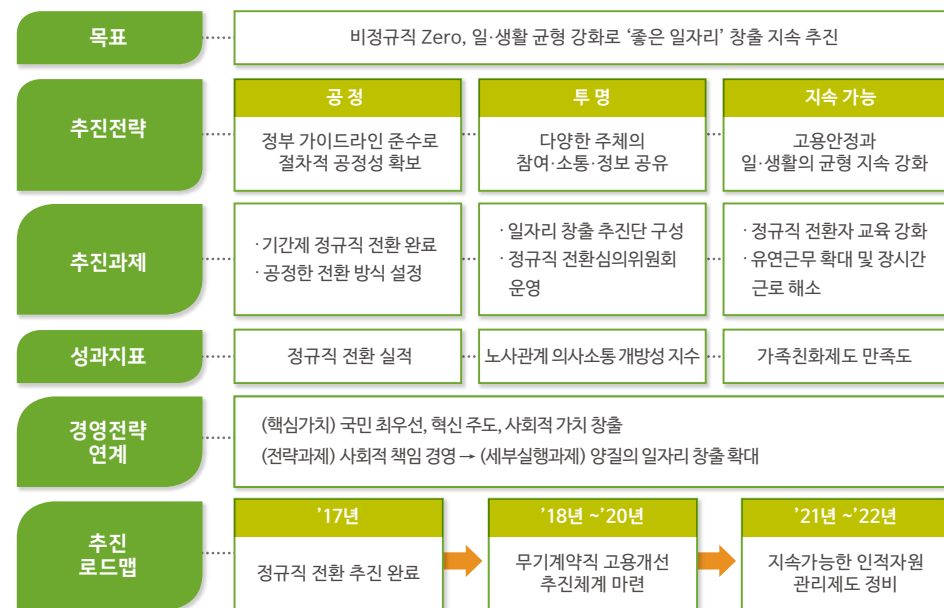 목표
비정규직 Zero, 일·생활 균형 강화로 ‘좋은 일자리’ 창출 지속 추진
추진전략
공 정
정부 가이드라인 준수로
절차적 공정성 확보
투 명
다양한 주체의
참여·소통·정보 공유
지속 가능
고용안정과
일·생활의 균형 지속 강화
추진과제
· 기간제 정규직 전환 완료
· 공정한 전환 방식 설정
· 일자리 창출 추진단 구성
· 정규직 전환심의위원회
운영
· 정규직 전환자 교육 강화
· 유연근무 확대 및 장시간
근로 해소
성과지표
정규직 전환 실적
노사관계 의사소통 개방성 지수
가족친화제도 만족도
경영전략
연계
(핵심가치) 국민 최우선, 혁신 주도, 사회적 가치 창출
(전략과제) 사회적 책임 경영 → (세부실행과제) 양질의 일자리 창출 확대
추진
로드맵
’17년
정규직 전환 추진 완료
’18년 ~’20년
무기계약직 고용개선
추진체계 마련
’21년 ~’22년
지속가능한 인적자원
관리제도 정비